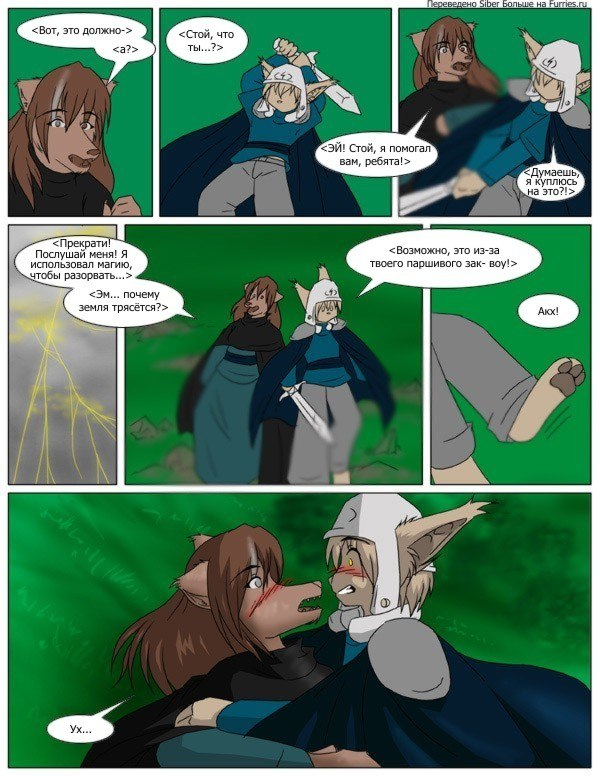 Переведено Siber Больше на Furries.ru
<Вот, это должно->
<а?>
<Стой, что
ты...?>
<ЭЙ! Стой, я помогал
вам, ребята!>
<Думаешь,
я куплюсь
на это?!>
<Прекрати!
Послушай меня! Я
использовал магию,
чтобы разорвать...>
<Эм... почему
земля трясётся?>
<Возможно, это из-за
твоего паршивого зак- воу!>
Акх!
Ух...